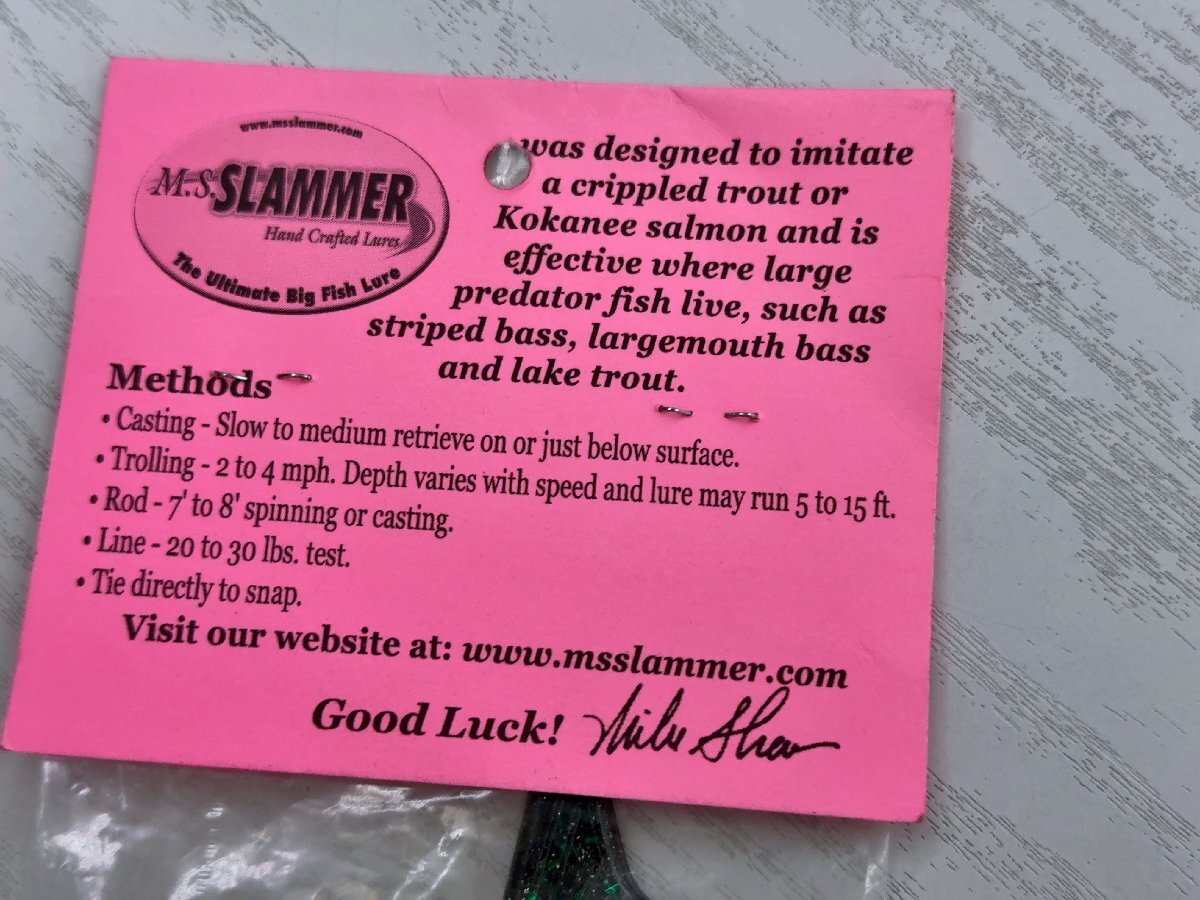 www.msslammer.com
M.S. SLAMMER
Hand Crafted Lures
The Ultimate Big Fish Lure
was designed to imitate
a crippled trout or
Kokanee salmon and is
effective where large
predator fish live, such as
striped bass, largemouth bass
and lake trout.
Methods
• Casting - Slow to medium retrieve on or just below surface.
• Trolling - 2 to 4 mph. Depth varies with speed and lure may run 5 to 15 ft.
• Rod - 7' to 8' spinning or casting.
• Line - 20 to 30 lbs. test.
• Tie directly to snap.
Visit our website at: www.msslammer.com
Good Luck! Mike Shaw